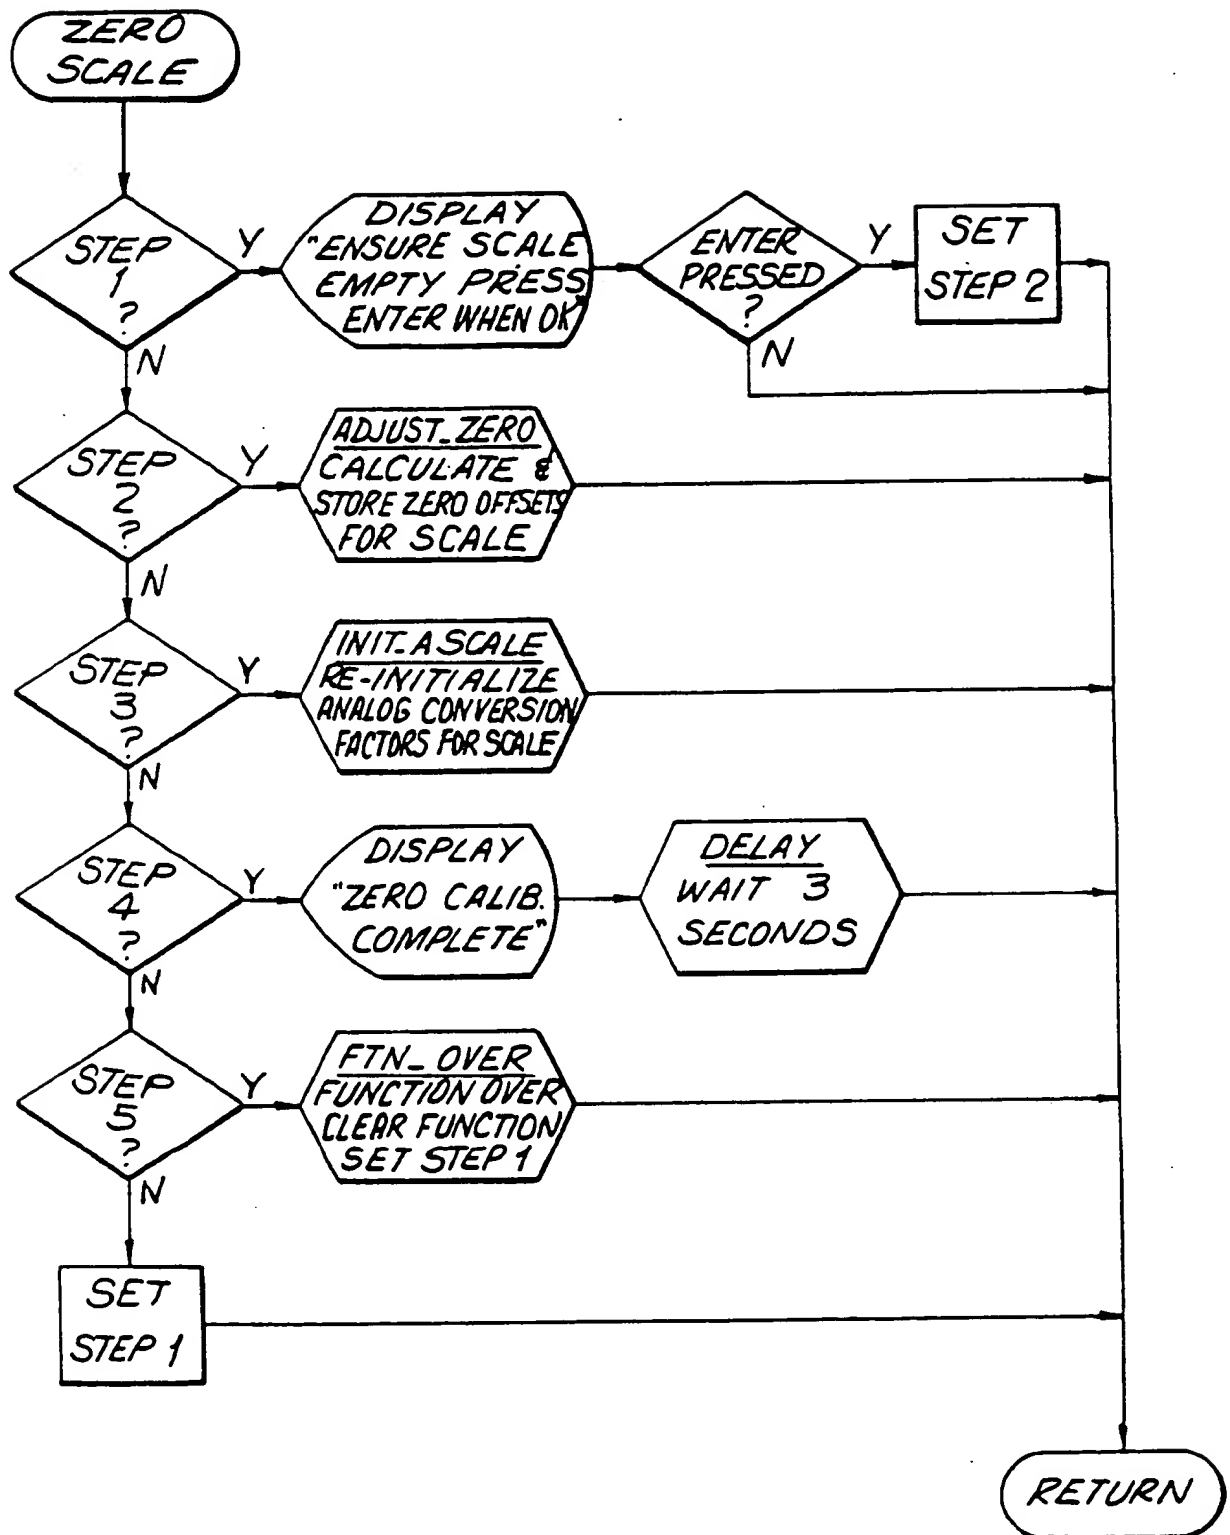 ZERO
SCALE
STEP
1
?
Y
DISPLAY
"ENSURE SCALE
EMPTY PRESS
ENTER WHEN OK"
ENTER
PRESSED
?
Y
SET
STEP 2
N
N
STEP
2
?
Y
ADJUST_ZERO
CALCULATE &
STORE ZERO OFFSETS
FOR SCALE
N
STEP
3
?
Y
INIT_ASCALE
RE-INITIALIZE
ANALOG CONVERSION
FACTORS FOR SCALE
N
STEP
4
?
Y
DISPLAY
"ZERO CALIB.
COMPLETE"
DELAY
WAIT 3
SECONDS
N
STEP
5
?
Y
FTN_OVER
FUNCTION OVER
CLEAR FUNCTION
SET STEP 1
N
SET
STEP 1
RETURN